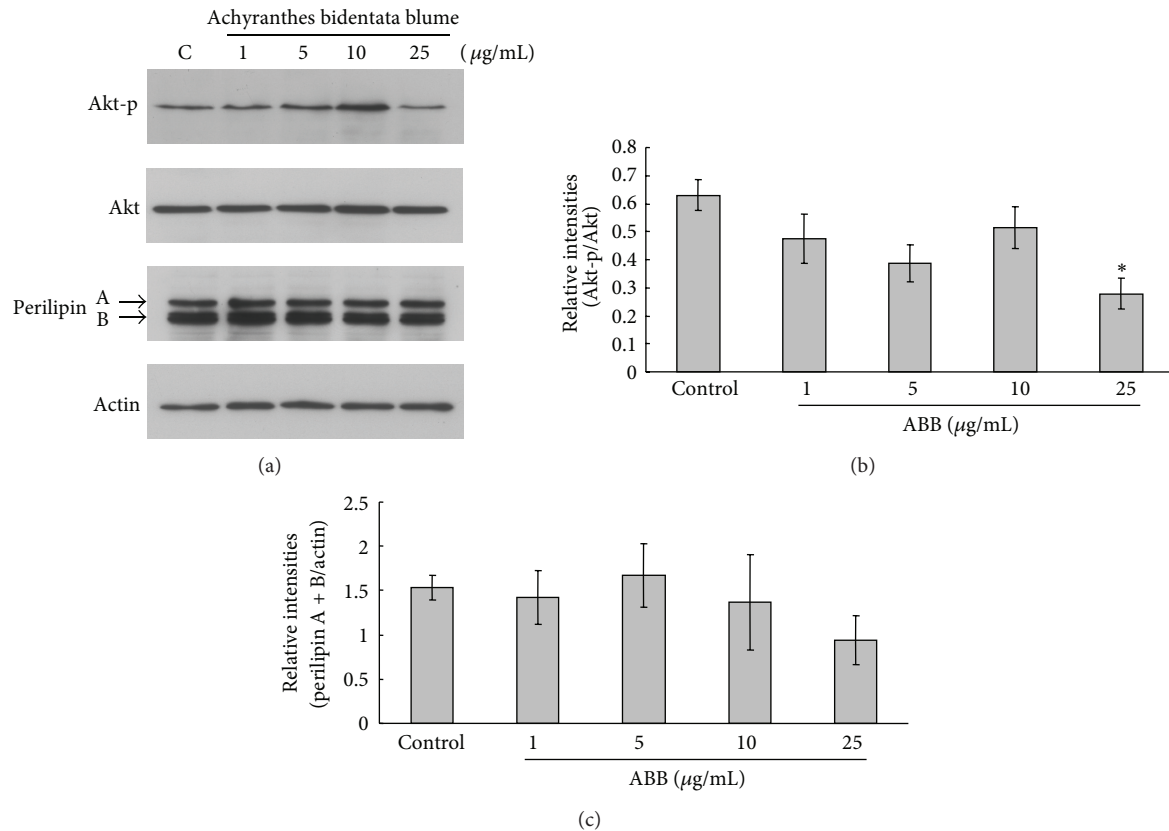 Achyranthes bidentata blume
C 1 5 10 25 (μg/mL)
Akt-p
Akt
Perilipin A
B
Actin
(a)
0.8
0.7
0.6
0.5
0.4
0.3
0.2
0.1
0
Relative intensities
(Akt-p/Akt)
*
Control 1 5 10 25
ABB (μg/mL)
(b)
2.5
2
1.5
1
1.5
0
Relative intensities
(perilipin A + B/actin)
Control 1 5 10 25
ABB (μg/mL)
(c)